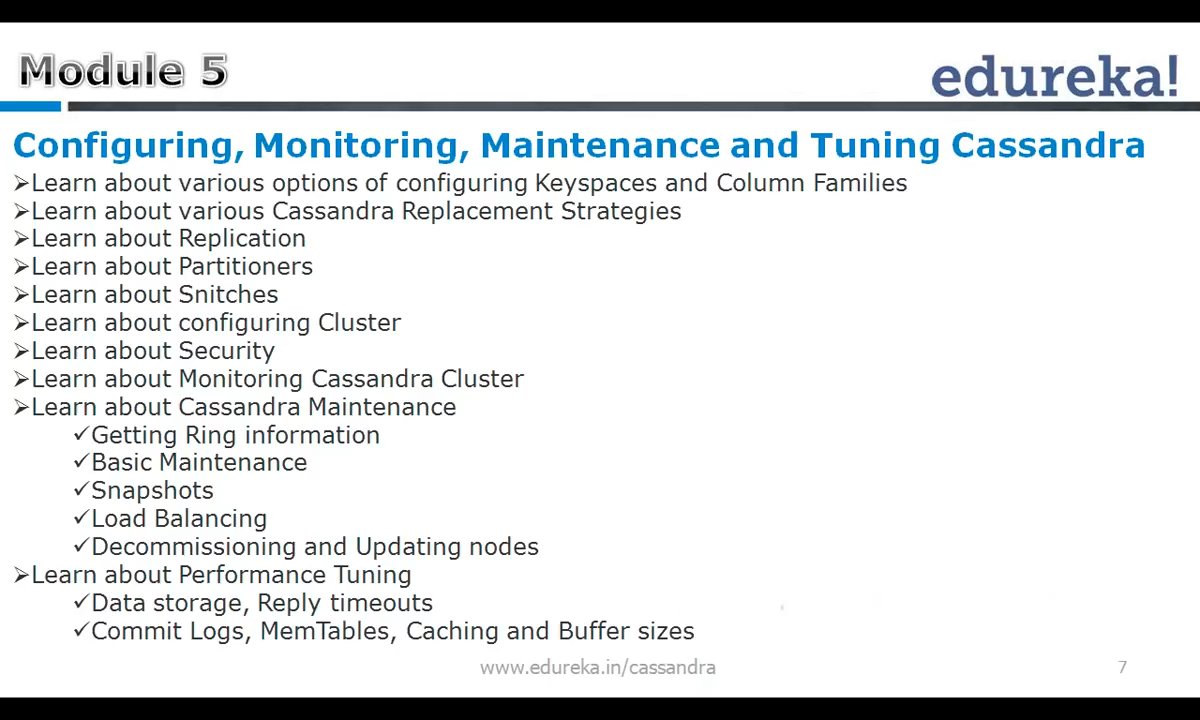 Module 5
edureka!
Configuring, Monitoring, Maintenance and Tuning Cassandra
➢Learn about various options of configuring Keyspaces and Column Families
➢Learn about various Cassandra Replacement Strategies
➢Learn about Replication
➢Learn about Partitioners
➢Learn about Snitches
➢Learn about configuring Cluster
➢Learn about Security
➢Learn about Monitoring Cassandra Cluster
➢Learn about Cassandra Maintenance
✓Getting Ring information
✓Basic Maintenance
✓Snapshots
✓Load Balancing
✓Decommissioning and Updating nodes
➢Learn about Performance Tuning
✓Data storage, Reply timeouts
✓Commit Logs, MemTables, Caching and Buffer sizes
www.edureka.in/cassandra
7